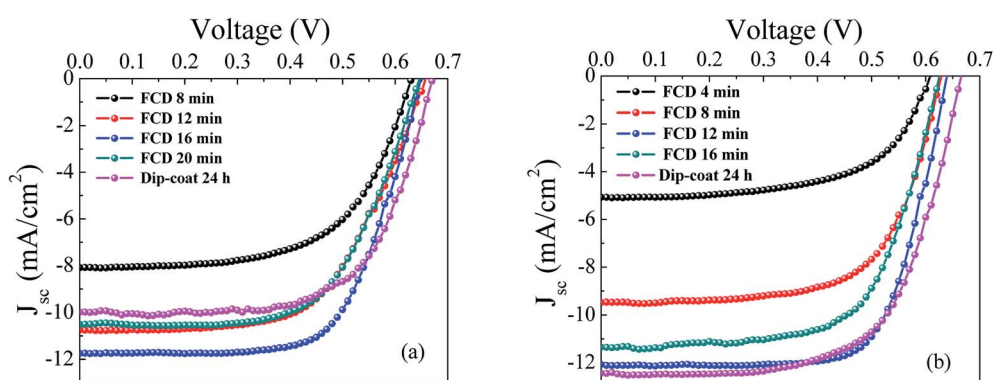 Voltage (V)
0.0 0.1 0.2 0.3 0.4 0.5 0.6 0.7
0
-2
-4
-6
-8
-10
-12
J_sc (mA/cm²)
FCD 8 min
FCD 12 min
FCD 16 min
FCD 20 min
Dip-coat 24 h
(a)
Voltage (V)
0.0 0.1 0.2 0.3 0.4 0.5 0.6 0.7
0
-2
-4
-6
-8
-10
-12
J_sc (mA/cm²)
FCD 4 min
FCD 8 min
FCD 12 min
FCD 16 min
Dip-coat 24 h
(b)